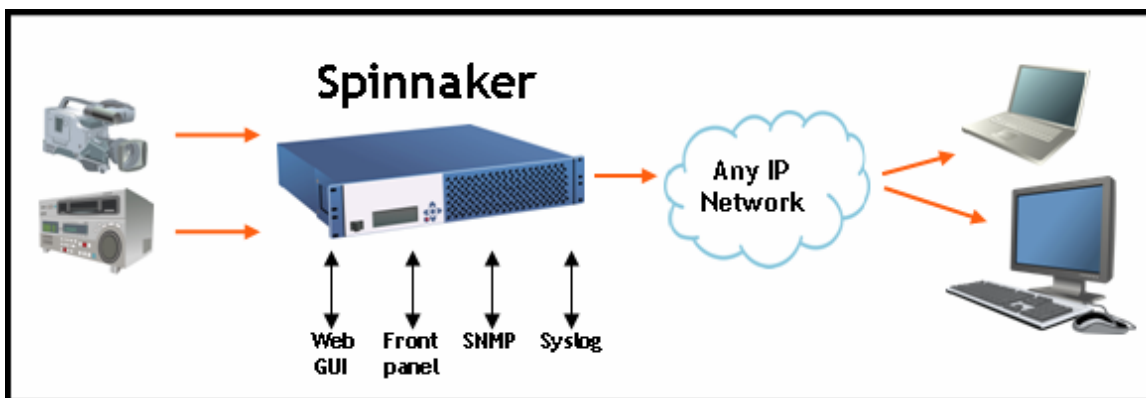 Spinnaker
Any IP
Network
Web
GUI
Front
panel
SNMP
Syslog